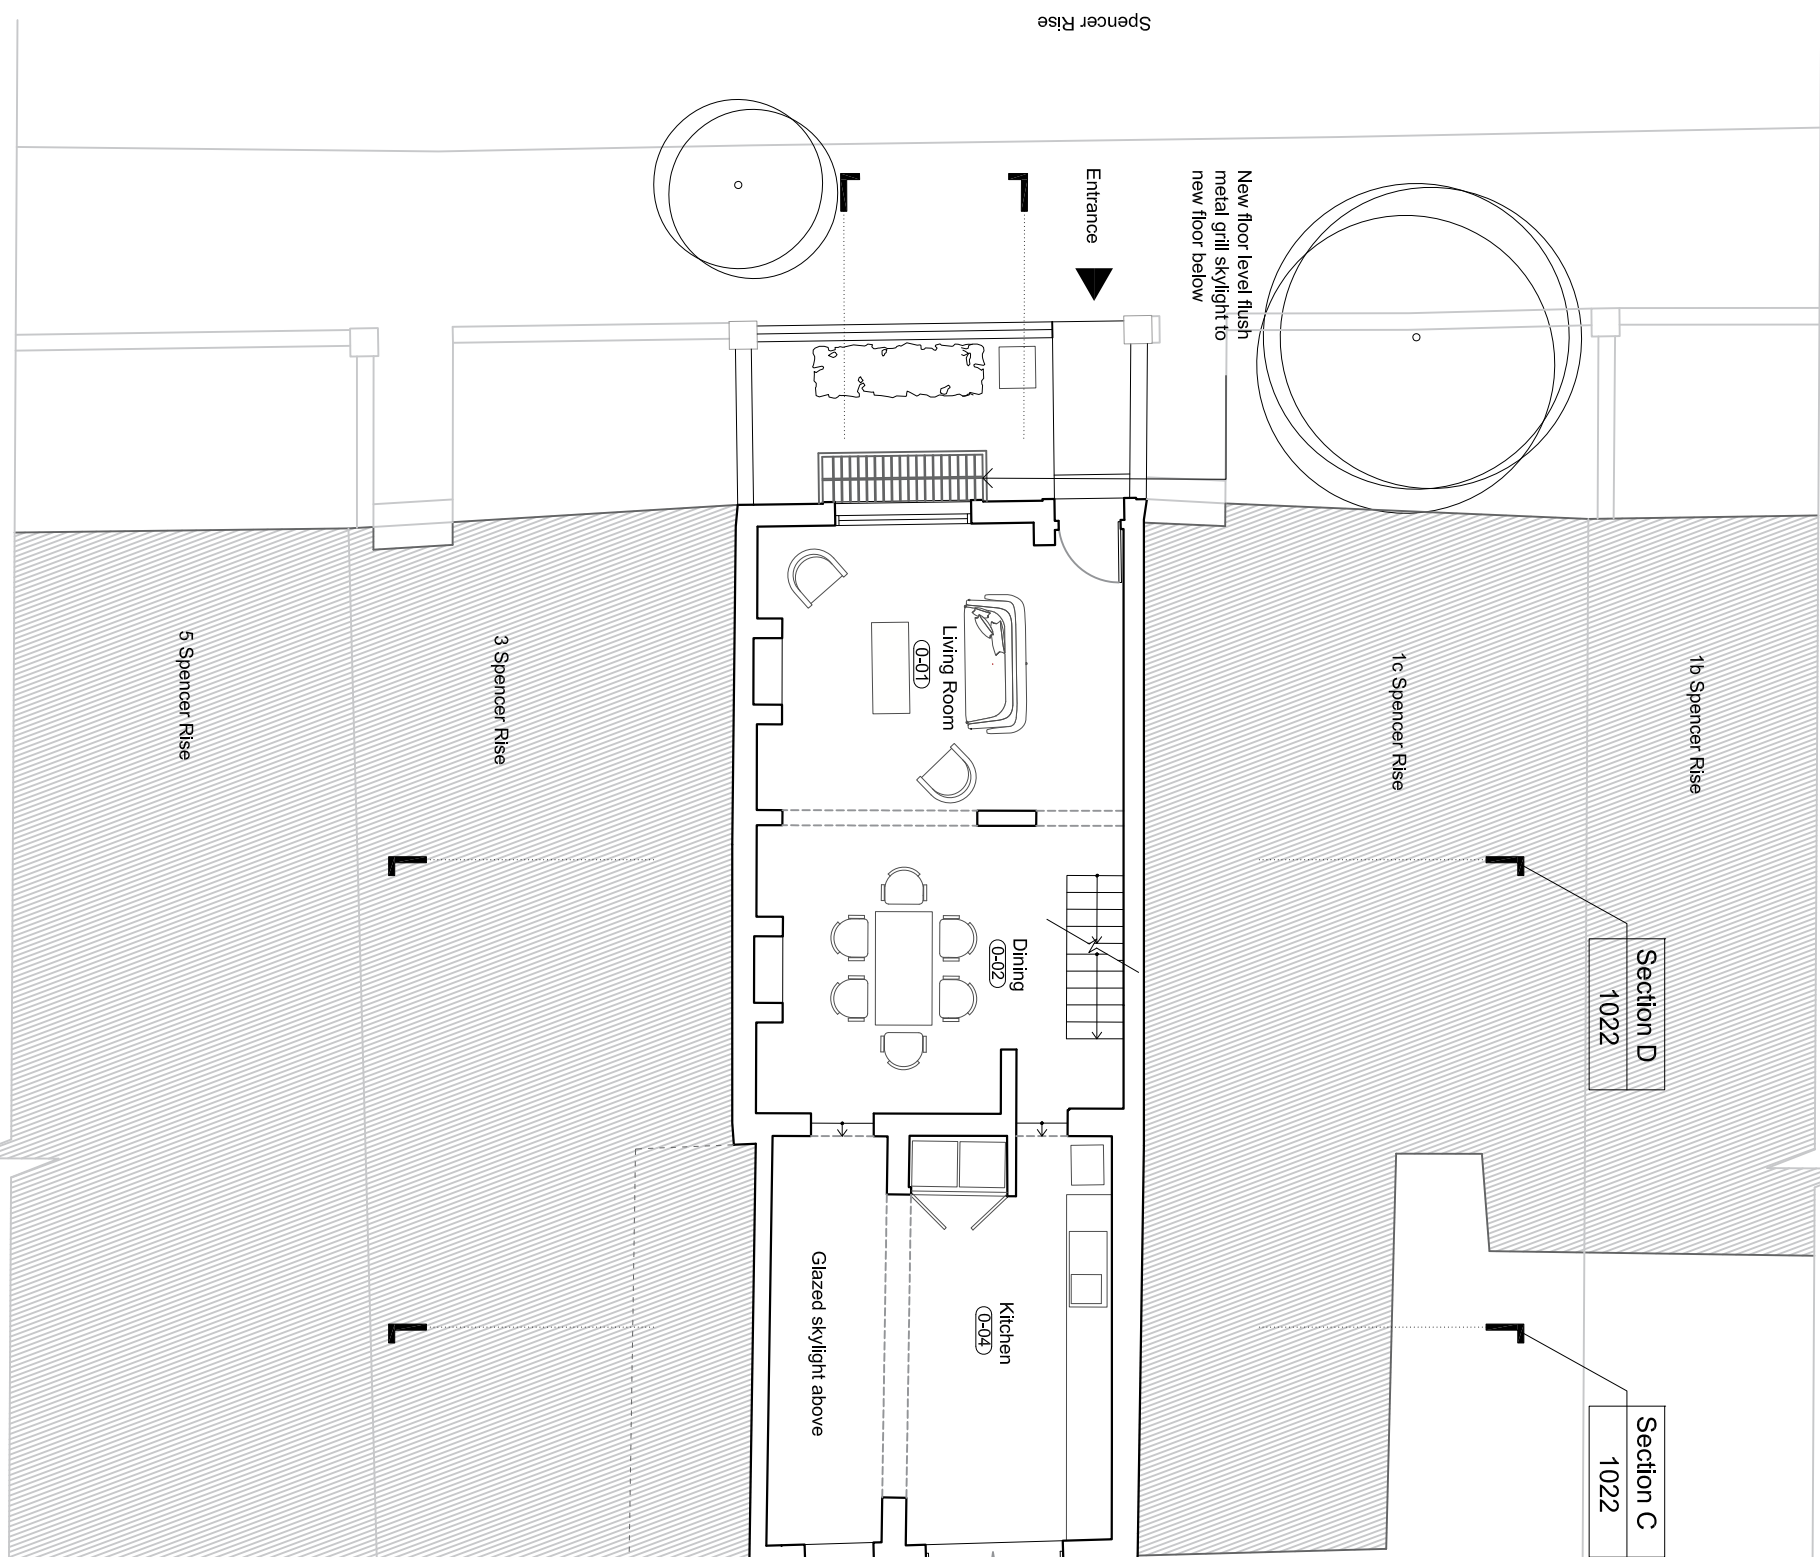 Spencer Rise
Entrance
New floor level flush
metal grill skylight to
new floor below
5 Spencer Rise
3 Spencer Rise
Living Room
0-01
1c Spencer Rise
1b Spencer Rise
Dining
0-02
Section D
1022
Glazed skylight above
Kitchen
0-04
Section C
1022